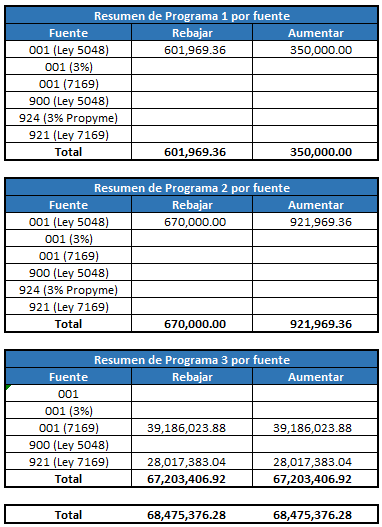 Resumen de Programa 1 por fuente
Fuente Rebajar Aumentar
001 (Ley 5048) 601,969.36 350,000.00
001 (3%)
001 (7169)
900 (Ley 5048)
924 (3% Propyme)
921 (Ley 7169)
Total 601,969.36 350,000.00
Resumen de Programa 2 por fuente
Fuente Rebajar Aumentar
001 (Ley 5048) 670,000.00 921,969.36
001 (3%)
001 (7169)
900 (Ley 5048)
924 (3% Propyme)
921 (Ley 7169)
Total 670,000.00 921,969.36
Resumen de Programa 3 por fuente
Fuente Rebajar Aumentar
001
001 (3%)
001 (7169) 39,186,023.88 39,186,023.88
900 (Ley 5048)
921 (Ley 7169) 28,017,383.04 28,017,383.04
Total 67,203,406.92 67,203,406.92
Total 68,475,376.28 68,475,376.28